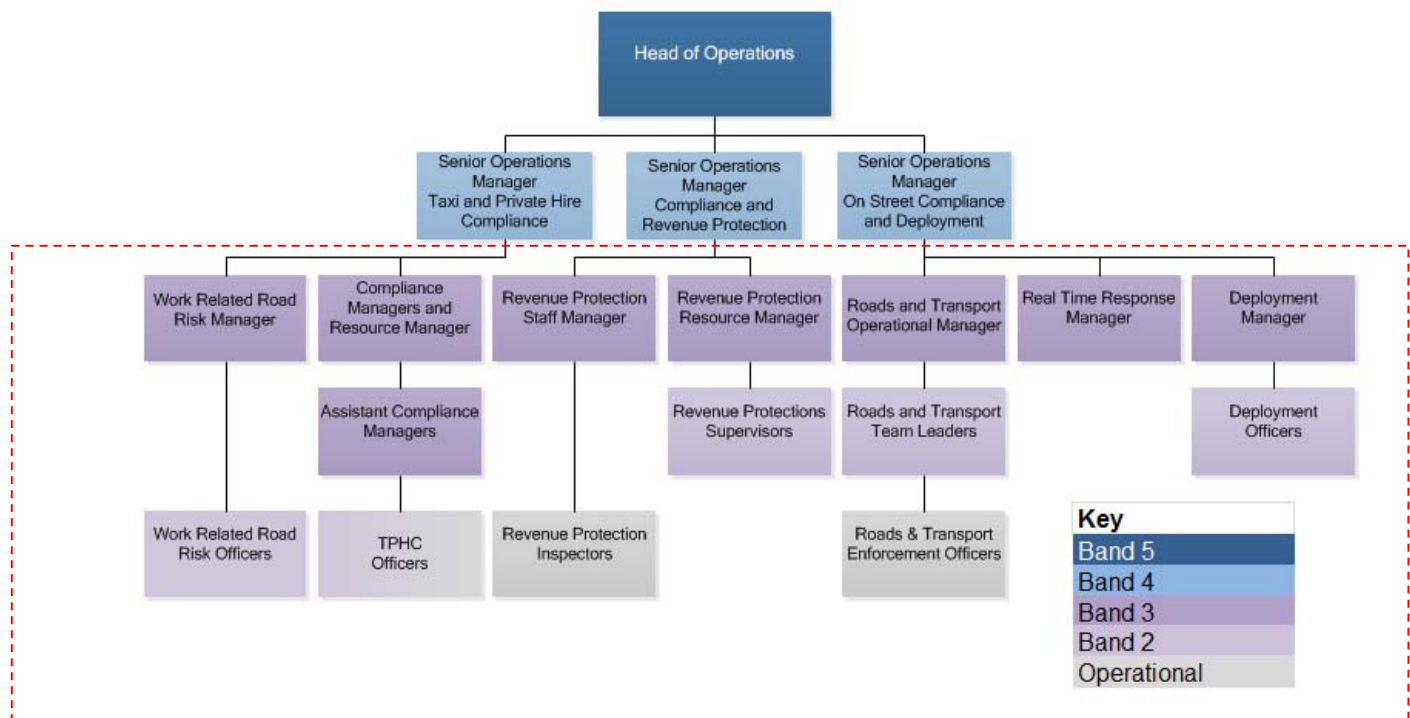 Head of Operations
Senior Operations
Manager
Taxi and Private Hire
Compliance
Senior Operations
Manager
Compliance and
Revenue Protection
Senior Operations
Manager
On Street Compliance
and Deployment
Work Related Road
Risk Manager
Compliance
Managers and
Resource Manager
Revenue Protection
Staff Manager
Revenue Protection
Resource Manager
Roads and Transport
Operational Manager
Real Time Response
Manager
Deployment
Manager
Assistant Compliance
Managers
Revenue Protections
Supervisors
Roads and Transport
Team Leaders
Deployment
Officers
Work Related Road
Risk Officers
TPHC
Officers
Revenue Protection
Inspectors
Roads & Transport
Enforcement Officers
Key
Band 5
Band 4
Band 3
Band 2
Operational